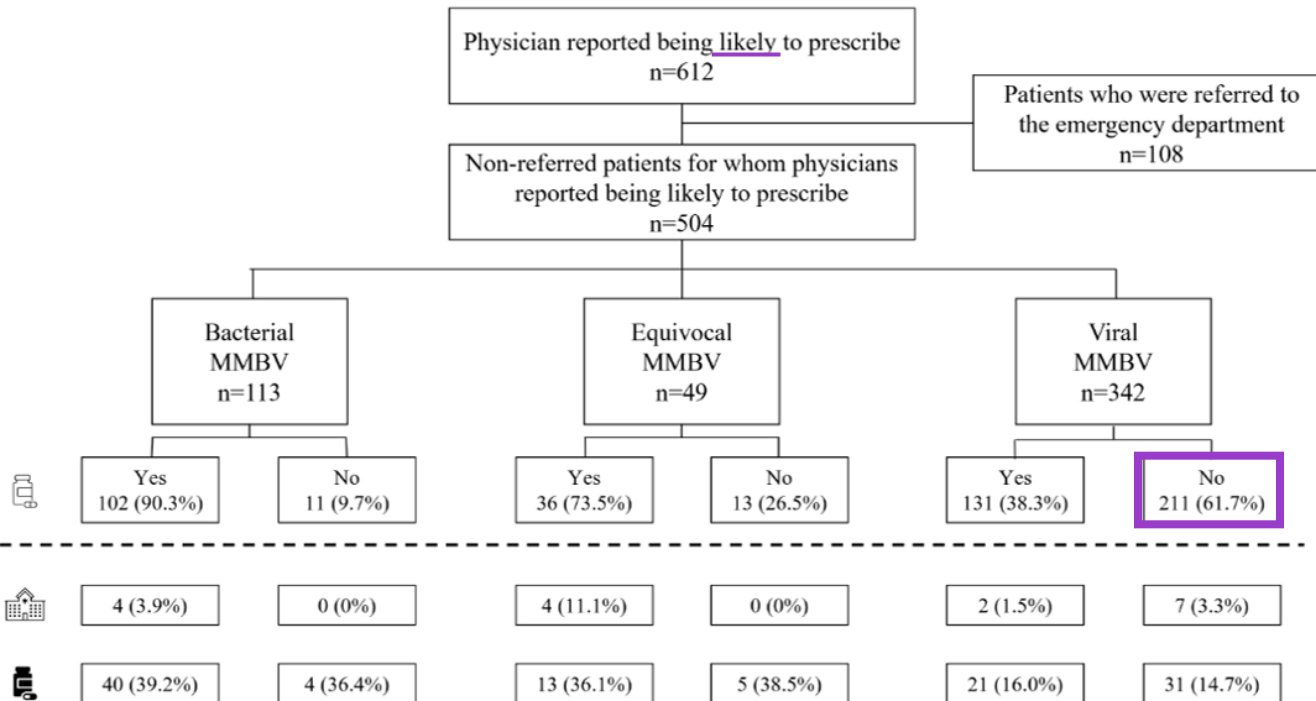 Physician reported being likely to prescribe
n=612
Patients who were referred to
the emergency department
n=108
Non-referred patients for whom physicians
reported being likely to prescribe
n=504
Bacterial
MMBV
n=113
Equivocal
MMBV
n=49
Viral
MMBV
n=342
Yes
102 (90.3%)
No
11 (9.7%)
Yes
36 (73.5%)
No
13 (26.5%)
Yes
131 (38.3%)
No
211 (61.7%)
4 (3.9%)
0 (0%)
4 (11.1%)
0 (0%)
2 (1.5%)
7 (3.3%)
40 (39.2%)
4 (36.4%)
13 (36.1%)
5 (38.5%)
21 (16.0%)
31 (14.7%)